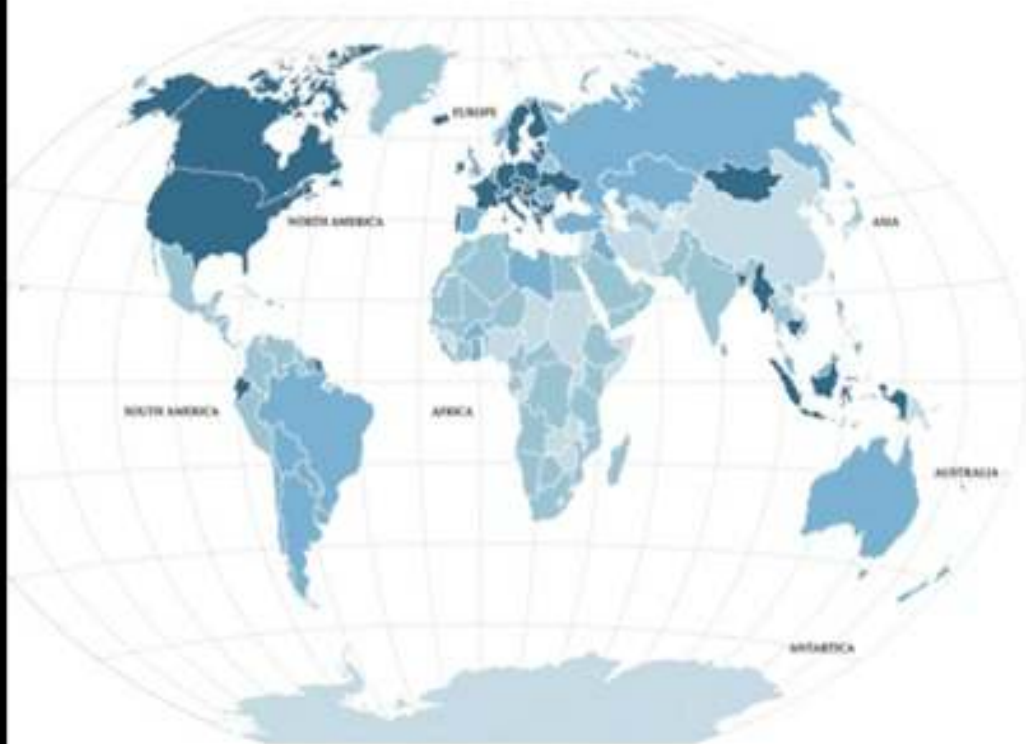 EUROPE
NORTH AMERICA
ASIA
SOUTH AMERICA
AFRICA
AUSTRALIA
ANTARTICA